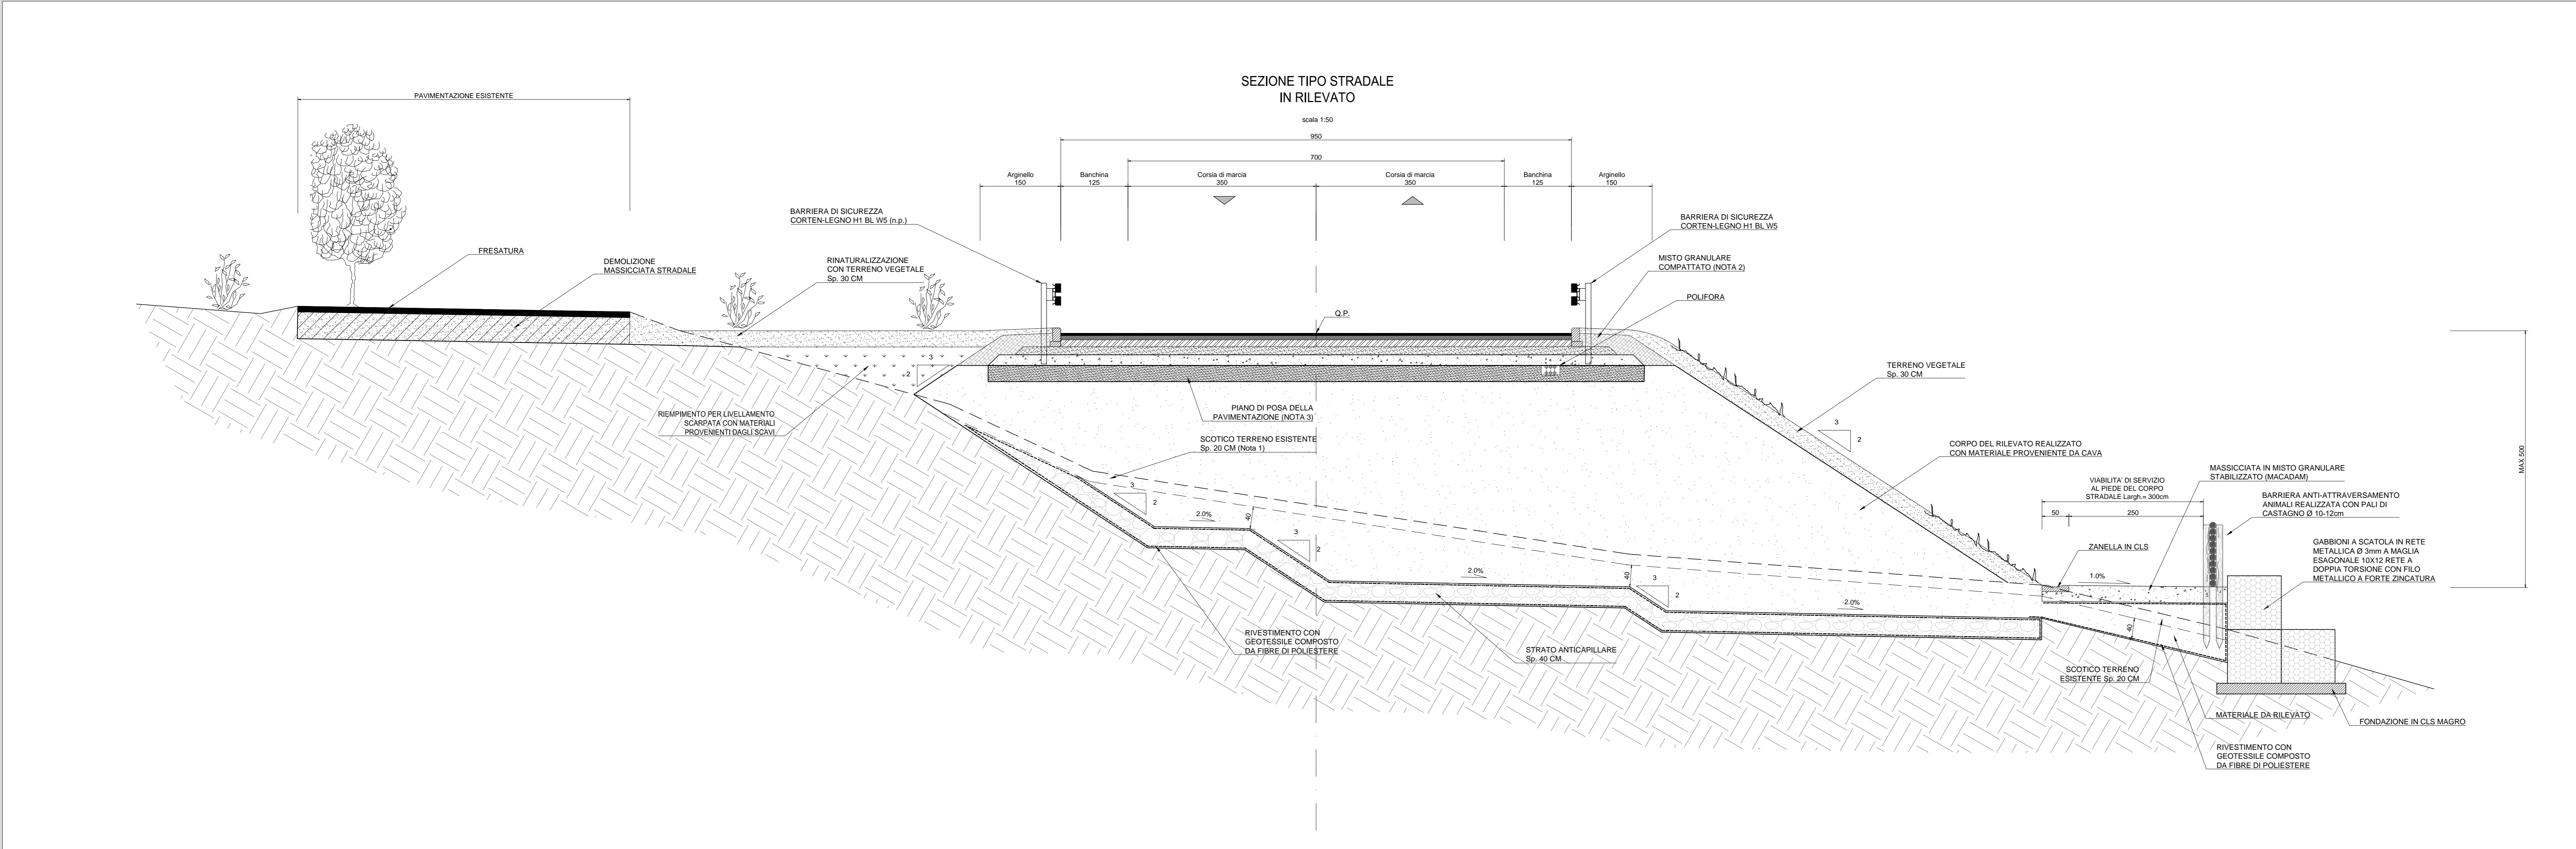 SEZIONE TIPO STRADALE
IN RILEVATO
scala 1:50
PAVIMENTAZIONE ESISTENTE
950
700
Arginello
150
Banchina
125
Corsia di marcia
350
Corsia di marcia
350
Banchina
125
Arginello
150
BARRIERA DI SICUREZZA
CORTEN-LEGNO H1 BL W5 (n.p.)
BARRIERA DI SICUREZZA
CORTEN-LEGNO H1 BL W5
FRESATURA
DEMOLIZIONE
MASSICCIATA STRADALE
RINATURALIZZAZIONE
CON TERRENO VEGETALE
Sp. 30 CM
MISTO GRANULARE
COMPATTATO (NOTA 2)
POLIFORA
Q.P.
3
2
TERRENO VEGETALE
Sp. 30 CM
RIEMPIMENTO PER LIVELLAMENTO
SCARPATA CON MATERIALI
PROVENIENTI DAGLI SCAVI
PIANO DI POSA DELLA
PAVIMENTAZIONE (NOTA 3)
SCOTICO TERRENO ESISTENTE
Sp. 20 CM (Nota 1)
3
2
CORPO DEL RILEVATO REALIZZATO
CON MATERIALE PROVENIENTE DA CAVA
MAX 500
MASSICCIATA IN MISTO GRANULARE
STABILIZZATO (MACADAM)
VIABILITA' DI SERVIZIO
AL PIEDE DEL CORPO
STRADALE Largh.= 300cm
50
250
BARRIERA ANTI-ATTRAVERSAMENTO
ANIMALI REALIZZATA CON PALI DI
CASTAGNO Ø 10-12cm
3
2
2.0%
40
3
2
ZANELLA IN CLS
GABBIONI A SCATOLA IN RETE
METALLICA Ø 3mm A MAGLIA
ESAGONALE 10X12 RETE A
DOPPIA TORSIONE CON FILO
METALLICO A FORTE ZINCATURA
2.0%
40
3
2
1.0%
2.0%
40
RIVESTIMENTO CON
GEOTESSILE COMPOSTO
DA FIBRE DI POLIESTERE
STRATO ANTICAPILLARE
Sp. 40 CM
SCOTICO TERRENO
ESISTENTE Sp. 20 CM
MATERIALE DA RILEVATO
FONDAZIONE IN CLS MAGRO
RIVESTIMENTO CON
GEOTESSILE COMPOSTO
DA FIBRE DI POLIESTERE